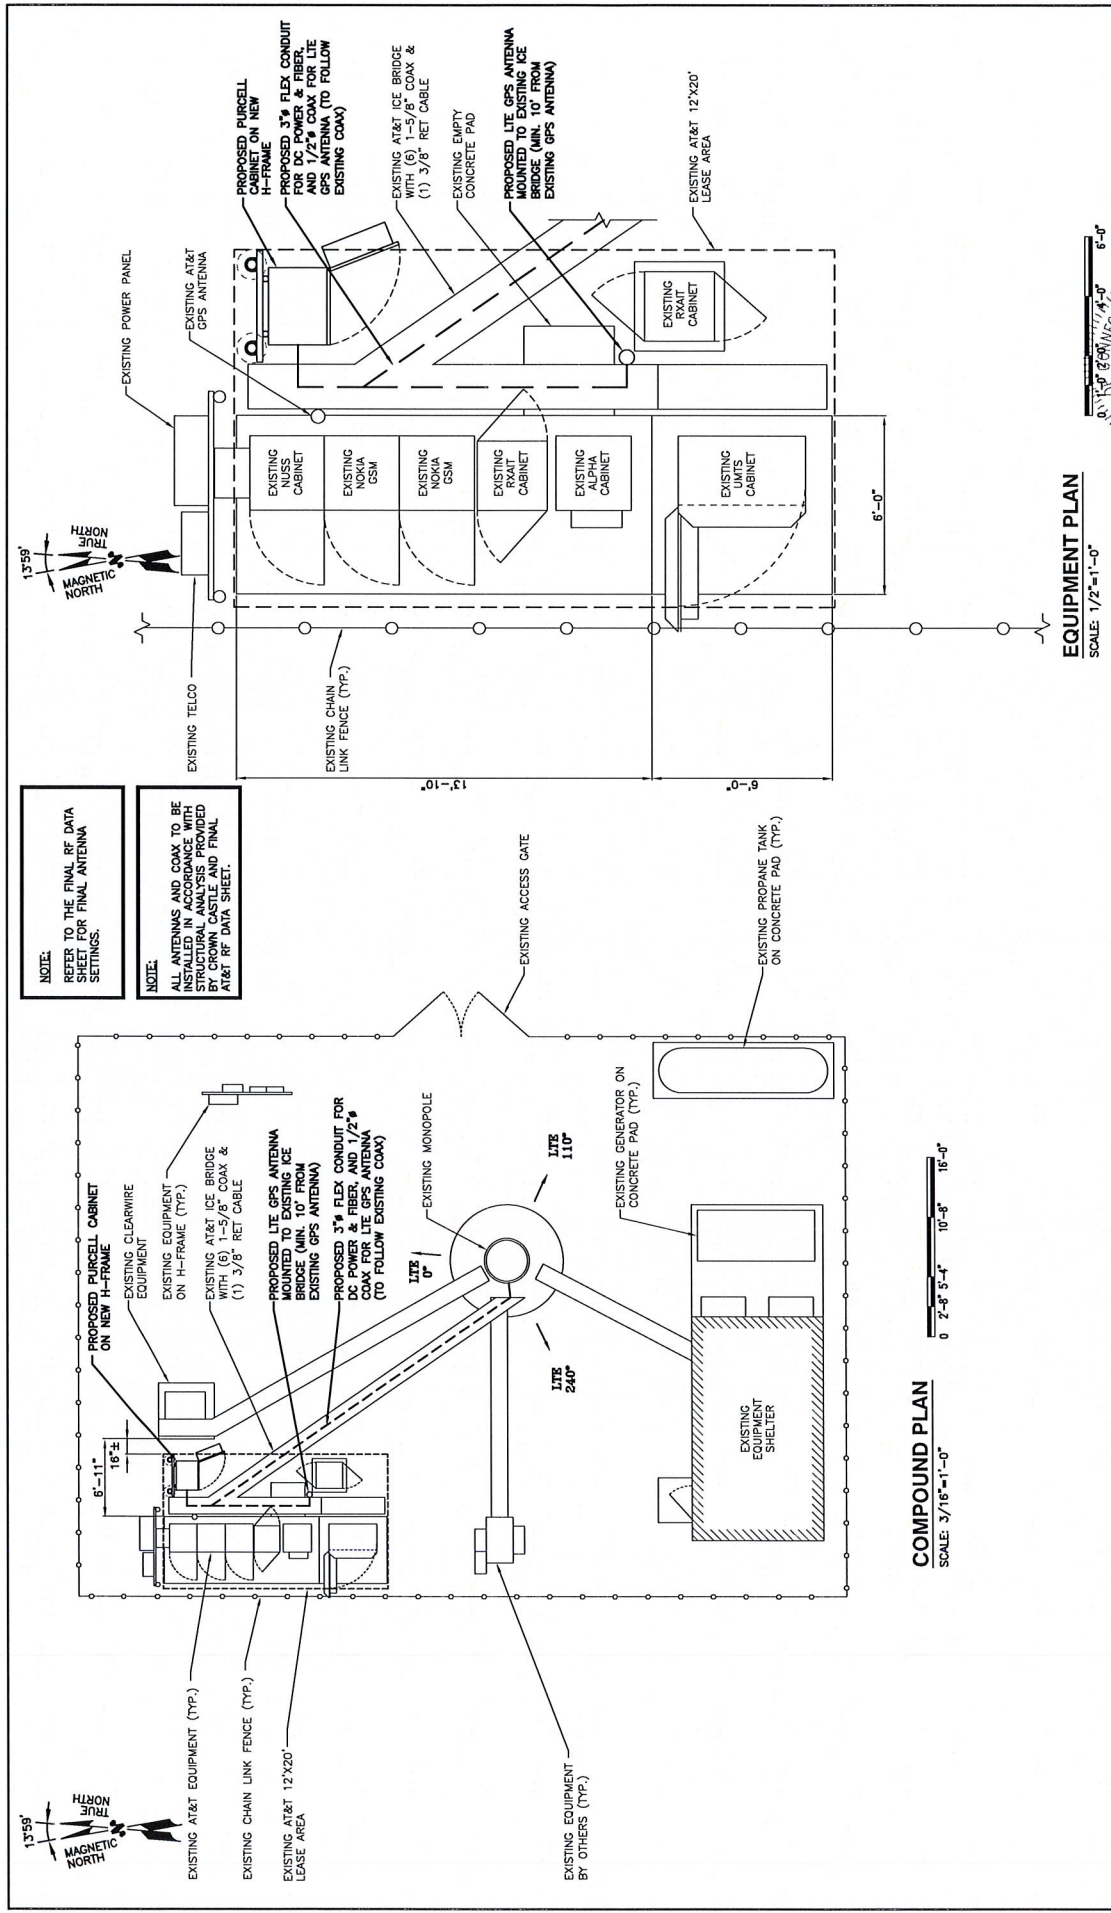 NOTE:
REFER TO THE FINAL RF DATA
SHEET FOR FINAL ANTENNA
SETTINGS.
NOTE:
ALL ANTENNAS AND COAX TO BE
INSTALLED IN ACCORDANCE WITH
STRUCTURAL ANALYSIS PROVIDED
BY CROWN CASTLE AND FINAL
AT&T RF DATA SHEET.
13°59'
MAGNETIC
NORTH
TRUE
NORTH
N
EXISTING AT&T EQUIPMENT (TYP.)
EXISTING CHAIN LINK FENCE (TYP.)
EXISTING AT&T 12'X20'
LEASE AREA
EXISTING EQUIPMENT
BY OTHERS (TYP.)
6'-11"
16"±
PROPOSED PURCELL CABINET
ON NEW H-FRAME
EXISTING CLEARWIRE
EQUIPMENT
EXISTING EQUIPMENT
ON H-FRAME (TYP.)
EXISTING AT&T ICE BRIDGE
WITH (6) 1-5/8" COAX &
(1) 3/8" RET CABLE
PROPOSED LTE GPS ANTENNA
MOUNTED TO EXISTING ICE
BRIDGE (MIN. 10' FROM
EXISTING GPS ANTENNA)
PROPOSED 3"ø FLEX CONDUIT FOR
DC POWER & FIBER, AND 1/2"ø
COAX FOR LTE GPS ANTENNA
(TO FOLLOW EXISTING COAX)
EXISTING MONOPOLE
LTE
0°
LTE
110°
LTE
240°
EXISTING ACCESS GATE
EXISTING GENERATOR ON
CONCRETE PAD (TYP.)
EXISTING PROPANE TANK
ON CONCRETE PAD (TYP.)
EXISTING
EQUIPMENT
SHELTER
COMPOUND PLAN
SCALE: 3/16"=1'-0"
0 2'-8" 5'-4" 10'-8" 16'-0"
13°59'
MAGNETIC
NORTH
TRUE
NORTH
N
EXISTING TELCO
EXISTING CHAIN
LINK FENCE (TYP.)
EXISTING POWER PANEL
EXISTING AT&T
GPS ANTENNA
PROPOSED PURCELL
CABINET ON NEW
H-FRAME
PROPOSED 3"ø FLEX CONDUIT
FOR DC POWER & FIBER,
AND 1/2"ø COAX FOR LTE
GPS ANTENNA (TO FOLLOW
EXISTING COAX)
EXISTING AT&T ICE BRIDGE
WITH (6) 1-5/8" COAX &
(1) 3/8" RET CABLE
EXISTING EMPTY
CONCRETE PAD
PROPOSED LTE GPS ANTENNA
MOUNTED TO EXISTING ICE
BRIDGE (MIN. 10' FROM
EXISTING GPS ANTENNA)
EXISTING AT&T 12'X20'
LEASE AREA
EXISTING
NUSS
CABINET
EXISTING
NOKIA
GSM
EXISTING
NOKIA
GSM
EXISTING
RXAIT
CABINET
EXISTING
ALPHA
CABINET
EXISTING
UMTS
CABINET
EXISTING
RXAIT
CABINET
13'-10"
6'-0"
6'-0"
EQUIPMENT PLAN
SCALE: 1/2"=1'-0"
0 1'-0" 2'-0" 4'-0" 6'-0"